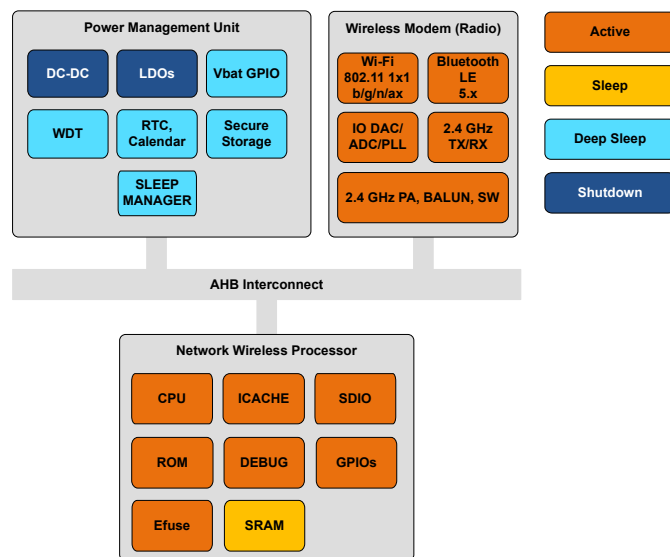 Power Management Unit
DC-DC
LDOs
Vbat GPIO
WDT
RTC,
Calendar
Secure
Storage
SLEEP
MANAGER
Wireless Modem (Radio)
Wi-Fi
802.11 1x1
b/g/n/ax
Bluetooth
LE
5.x
IO DAC/
ADC/PLL
2.4 GHz
TX/RX
2.4 GHz PA, BALUN, SW
Active
Sleep
Deep Sleep
Shutdown
AHB Interconnect
Network Wireless Processor
CPU
ICACHE
SDIO
ROM
DEBUG
GPIOs
Efuse
SRAM